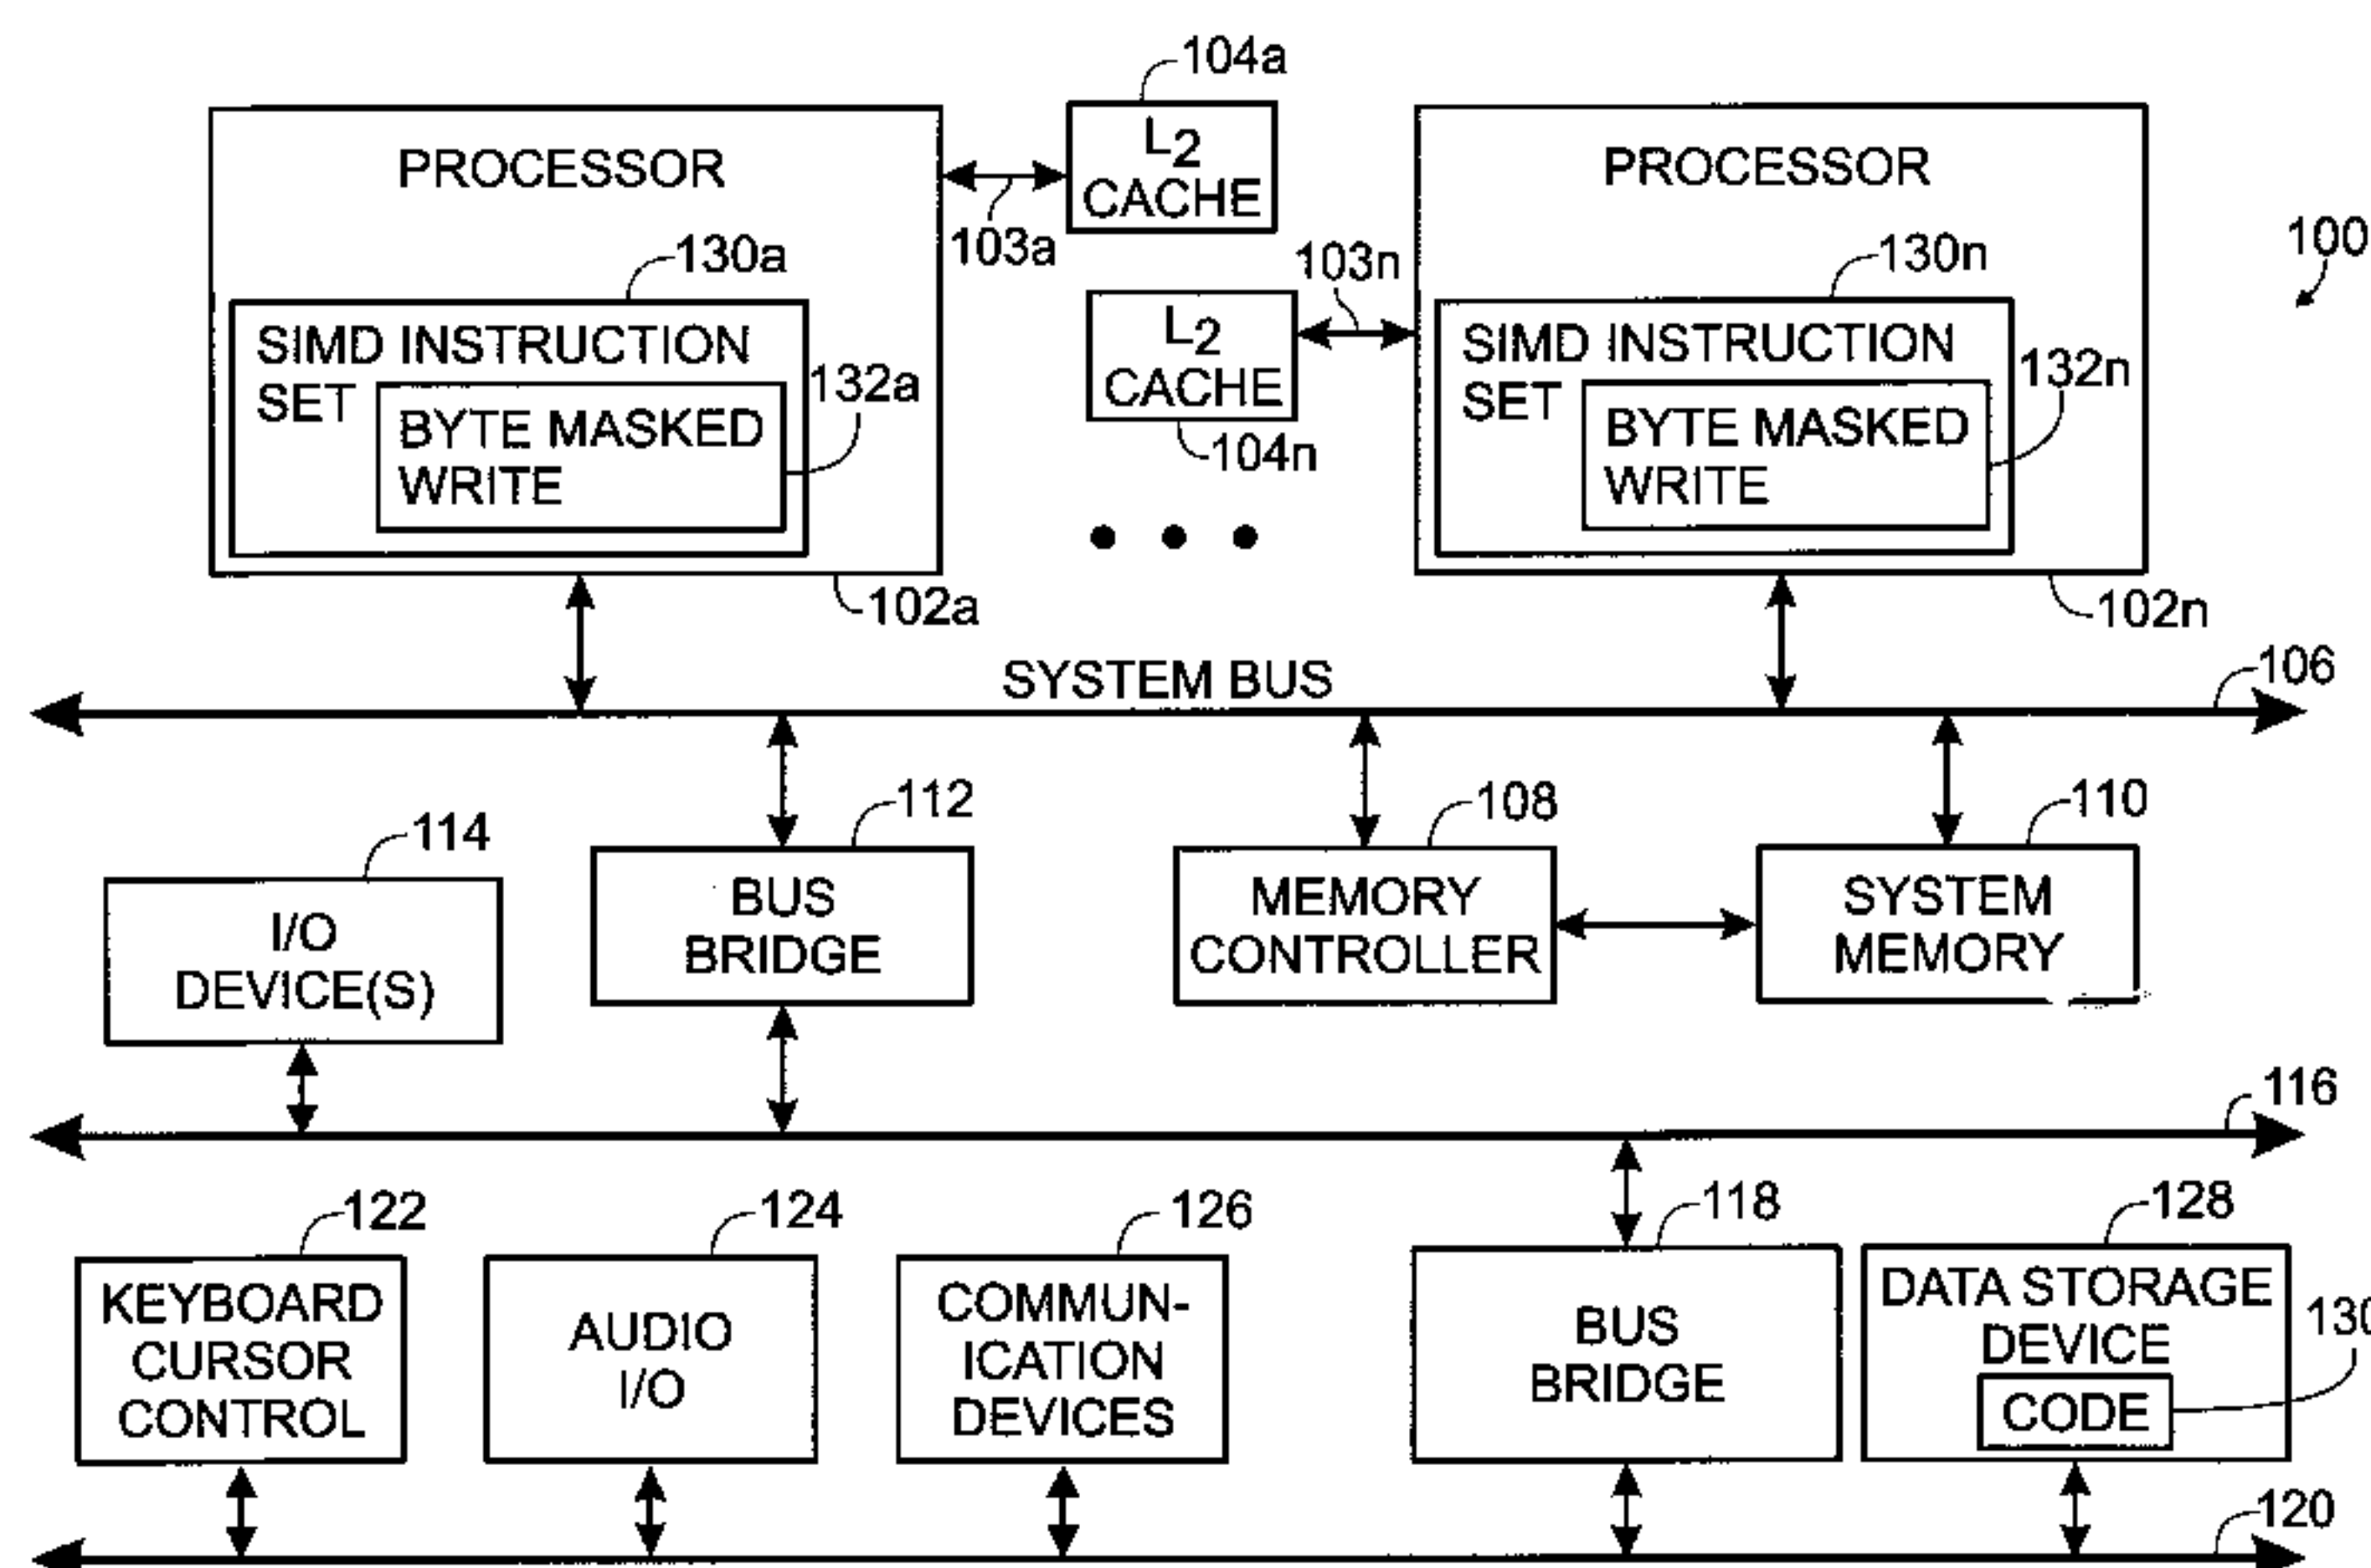 104a
L2
CACHE
PROCESSOR
103a
130a
SIMD INSTRUCTION
SET
132a
BYTE MASKED
WRITE
102a
103n
L2
CACHE
104n
PROCESSOR
100
130n
SIMD INSTRUCTION
SET
132n
BYTE MASKED
WRITE
102n
SYSTEM BUS
106
114
I/O
DEVICE(S)
112
BUS
BRIDGE
108
MEMORY
CONTROLLER
110
SYSTEM
MEMORY
116
122
KEYBOARD
CURSOR
CONTROL
124
AUDIO
I/O
126
COMMUN-
ICATION
DEVICES
118
BUS
BRIDGE
128
DATA STORAGE
DEVICE
130
CODE
120